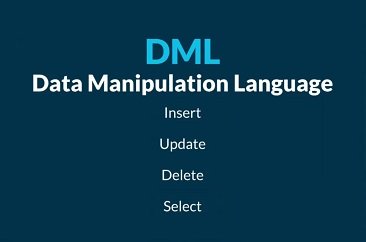 DML
Data Manipulation Language
Insert
Update
Delete
Select